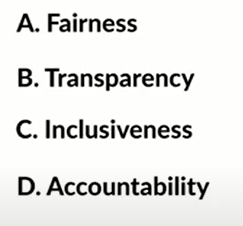 A. Fairness
B. Transparency
C. Inclusiveness
D. Accountability